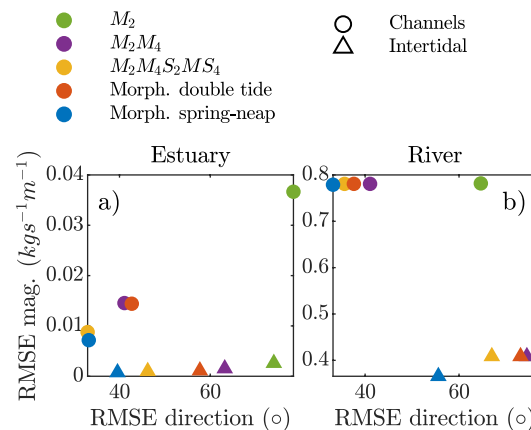 M₂
M₂M₄
M₂M₄S₂MS₄
Morph. double tide
Morph. spring-neap
Channels
Intertidal
Estuary
River
RMSE mag. (kgs⁻¹m⁻¹)
0.04
0.03
0.02
0.01
0
a)
40
60
RMSE direction (○)
0.8
0.7
0.6
0.5
0.4
b)
40
60
RMSE direction (○)